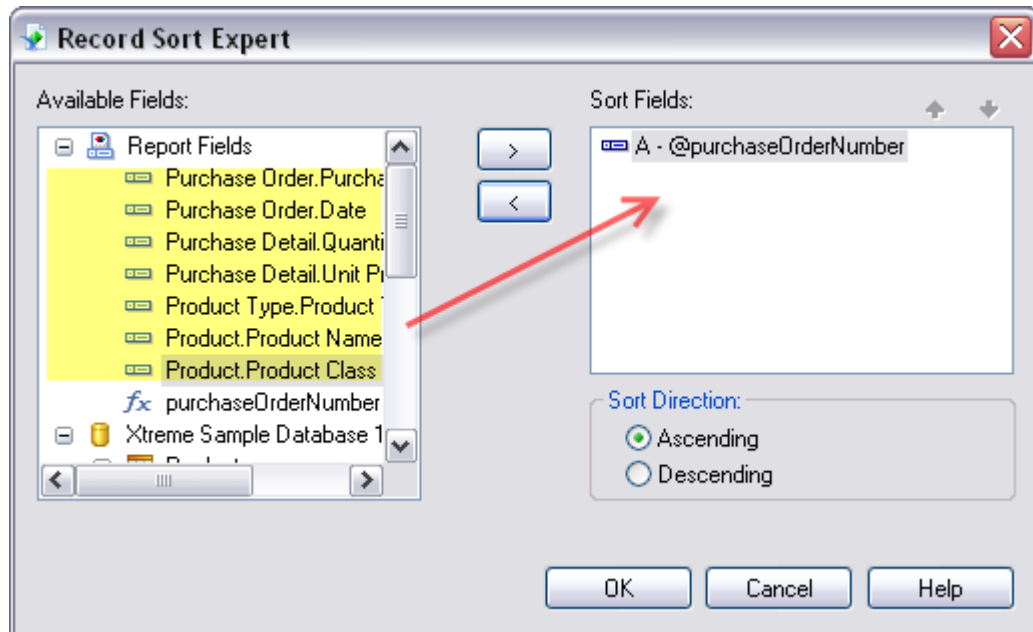 Record Sort Expert
Available Fields:
Report Fields
Purchase Order.Purcha
Purchase Order.Date
Purchase Detail.Quanti
Purchase Detail.Unit
Product Type.Product
Product.Product Name
Product.Product Class
fx purchaseOrderNumber
Xtreme Sample Database 1
>
<
Sort Fields:
A - @purchaseOrderNumber
Sort Direction:
Ascending
Descending
OK Cancel Help